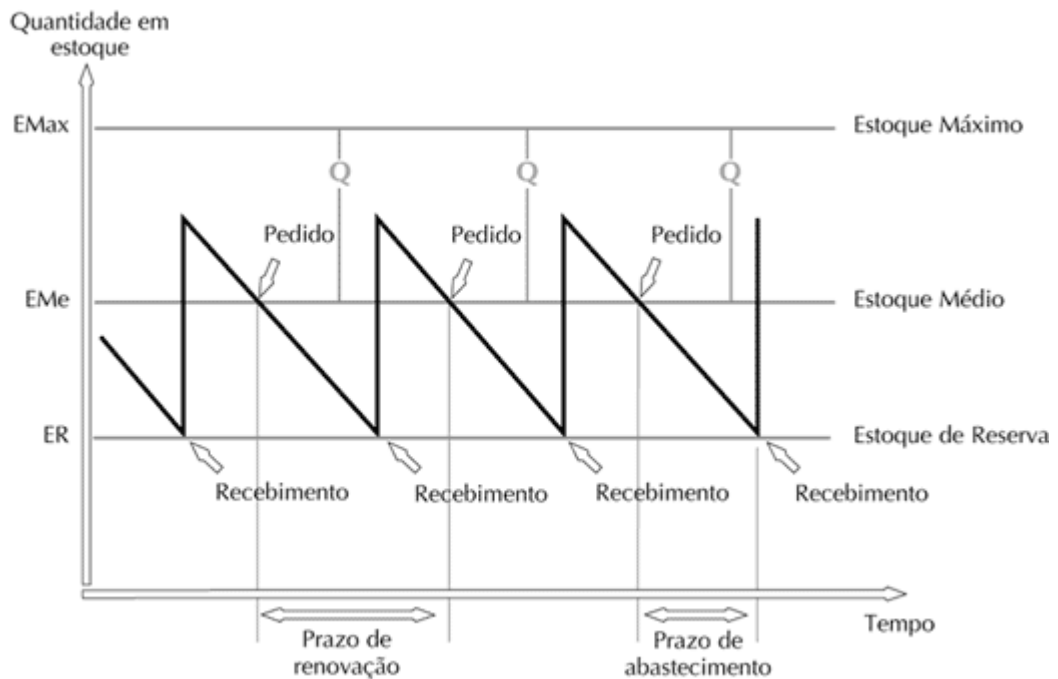 Quantidade em
estoque
EMax
Estoque Máximo
Q
Q
Q
Pedido
Pedido
Pedido
EMe
Estoque Médio
ER
Estoque de Reserva
Recebimento
Recebimento
Recebimento
Recebimento
Tempo
Prazo de
renovação
Prazo de
abastecimento